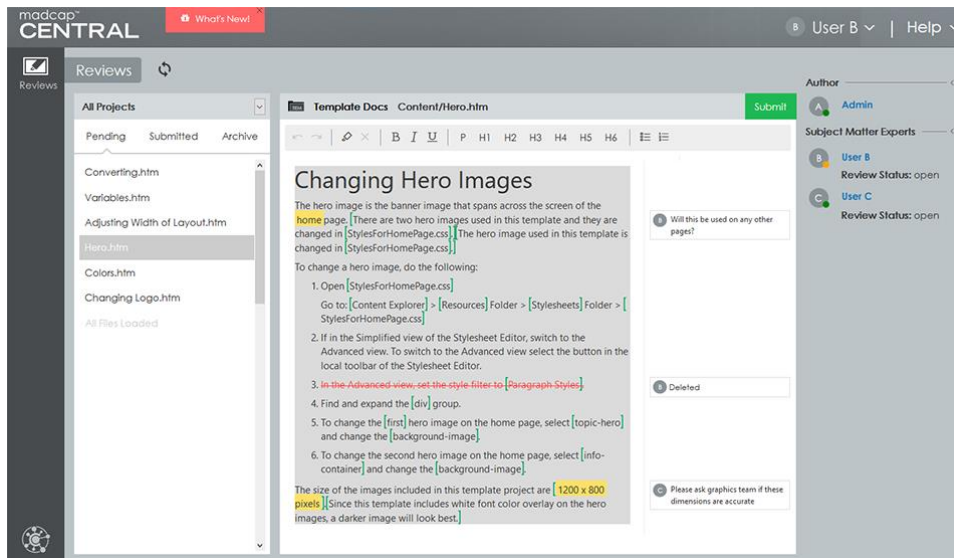 madcap™
CENTRAL
What's New!
×
B User B | Help
Reviews
Reviews
All Projects
Pending Submitted Archive
Converting.htm
Variables.htm
Adjusting Width of Layout.htm
Hero.htm
Colors.htm
Changing Logo.htm
All Files Loaded
Template Docs Content/Hero.htm
Submit
B I U P H1 H2 H3 H4 H5 H6
Changing Hero Images
The hero image is the banner image that spans across the screen of the
home page. [There are two hero images used in this template and they are
changed in [StylesForHomePage.css].][The hero image used in this template is
changed in [StylesForHomePage.css].]
To change a hero image, do the following:
1. Open [StylesForHomePage.css]
Go to: [Content Explorer] > [Resources] Folder > [Stylesheets] Folder > [
StylesForHomePage.css]
2. If in the Simplified view of the Stylesheet Editor, switch to the
Advanced view. To switch to the Advanced view select the button in the
local toolbar of the Stylesheet Editor.
3. In the Advanced view, set the style filter to [Paragraph Styles].
4. Find and expand the [div] group.
5. To change the [first] hero image on the home page, select [topic-hero]
and change the [background-image].
6. To change the second hero image on the home page, select [info-
container] and change the [background-image].
The size of the images included in this template project are [1200 x 800
pixels].[Since this template includes white font color overlay on the hero
images, a darker image will look best.]
B Will this be used on any other
pages?
B Deleted
C Please ask graphics team if these
dimensions are accurate
Author
A Admin
Subject Matter Experts
B User B
Review Status: open
C User C
Review Status: open